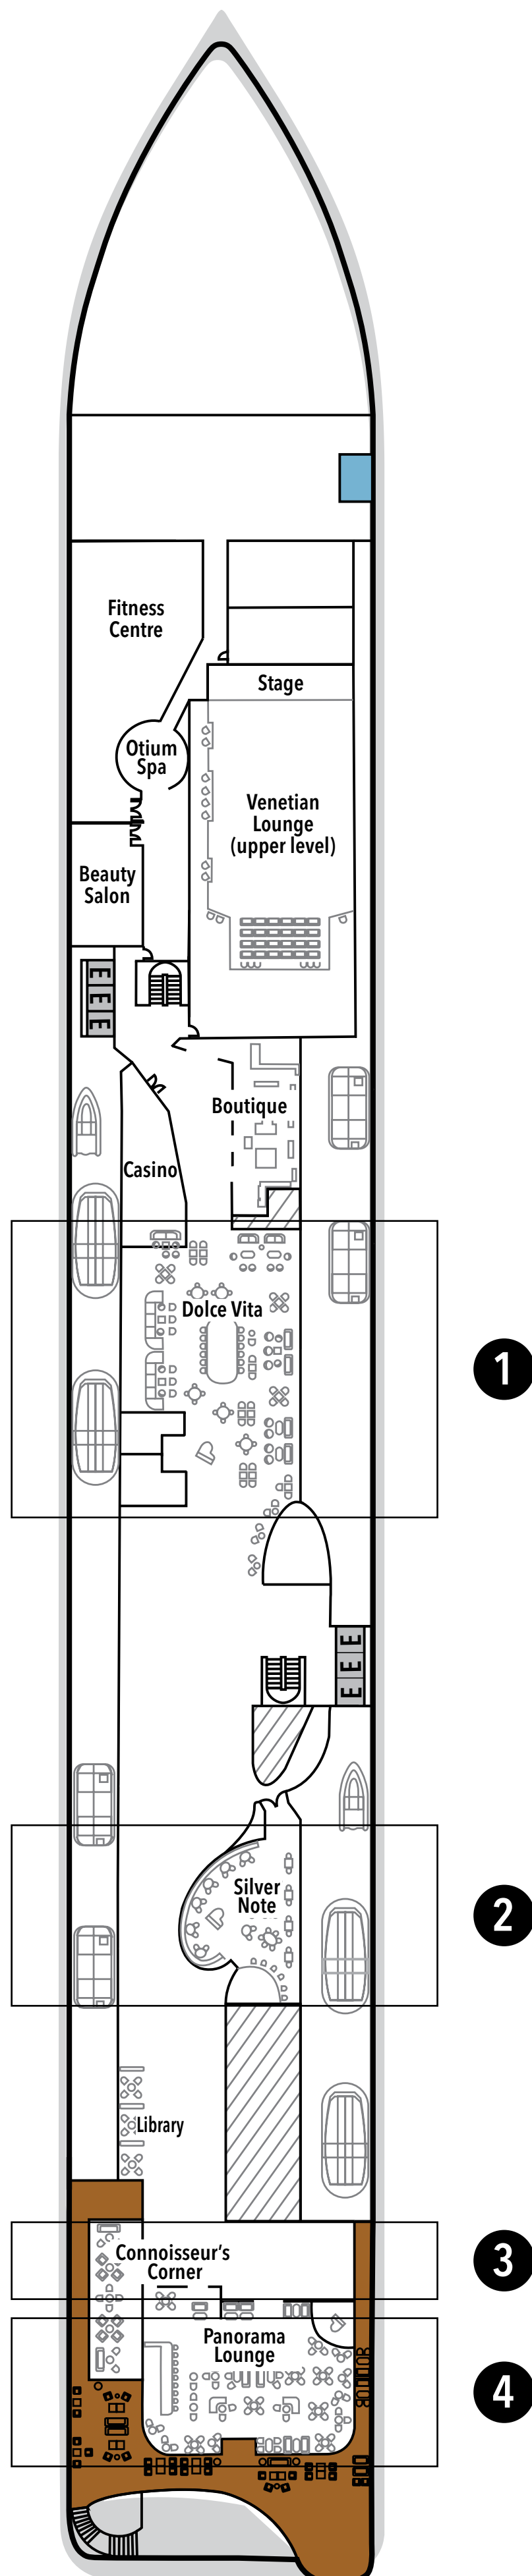 Fitness
Centre
Stage
Otium
Spa
Venetian
Lounge
(upper level)
Beauty
Salon
E
E
E
Boutique
Casino
Dolce Vita
1
E
E
E
Silver
Note
2
Library
Connoisseur's
Corner
3
Panorama
Lounge
4